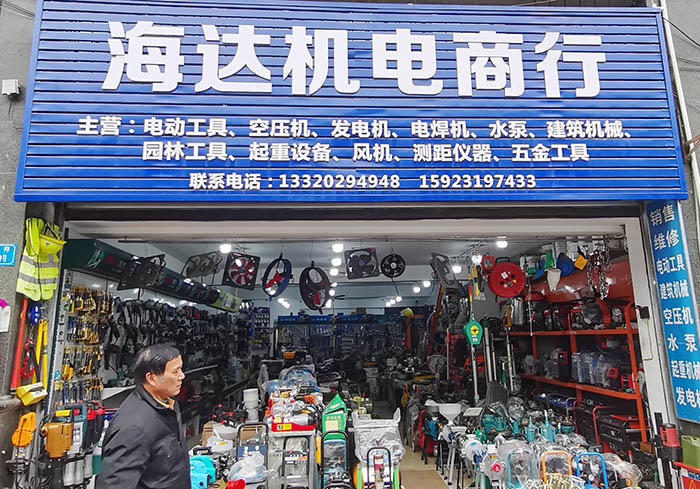 海达机电商行
主营：电动工具、空压机、发电机、电焊机、水泵、建筑机械、
园林工具、起重设备、风机、测距仪器、五金工具
联系电话：13320294948 15923197433
销售
维修
电动工具
建筑机械
空压机
水泵
起重机械
发电